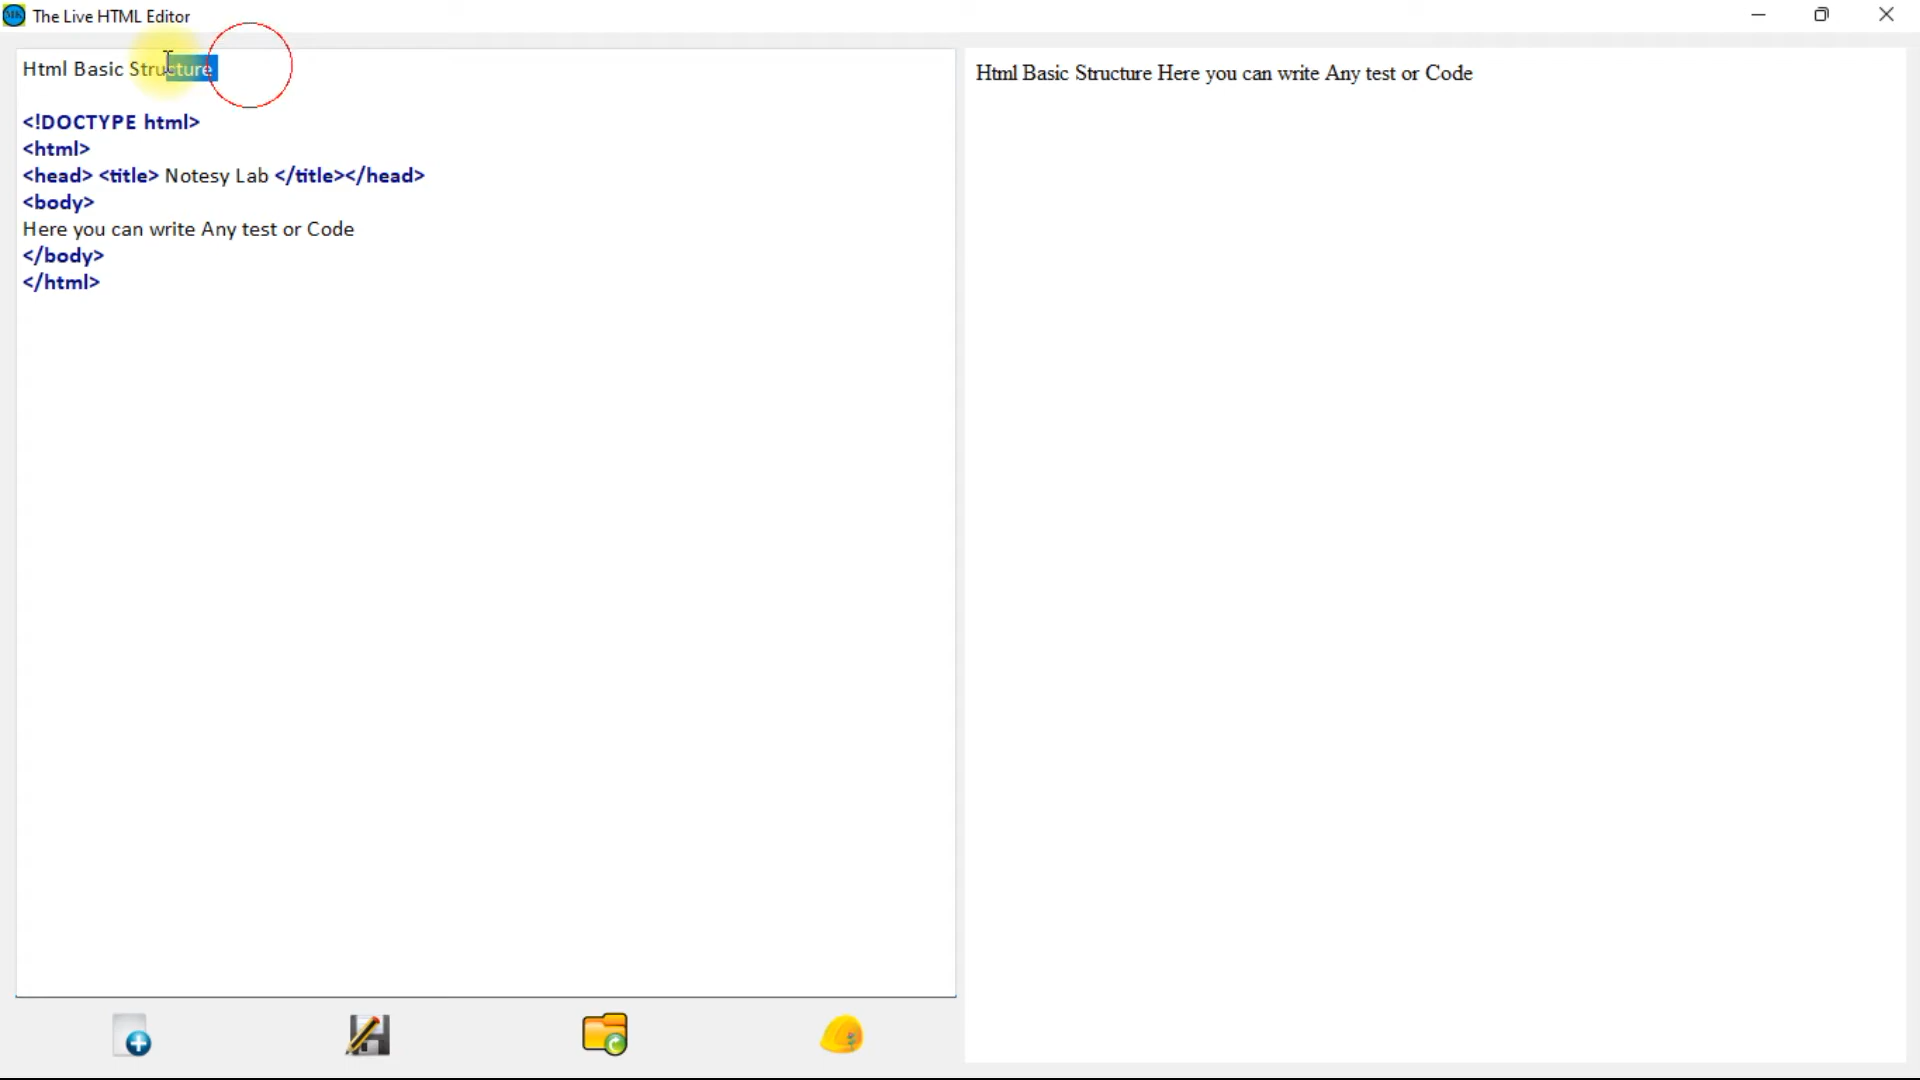 The Live HTML Editor
Html Basic Structure
<!DOCTYPE html>
<html>
<head> <title> Notesy Lab </title></head>
<body>
Here you can write Any test or Code
</body>
</html>
Html Basic Structure Here you can write Any test or Code